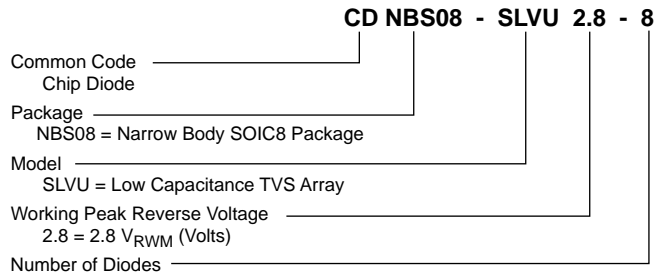 CD NBS08 - SLVU 2.8 - 8
Common Code
Chip Diode
Package
NBS08 = Narrow Body SOIC8 Package
Model
SLVU = Low Capacitance TVS Array
Working Peak Reverse Voltage
2.8 = 2.8 VRWM (Volts)
Number of Diodes